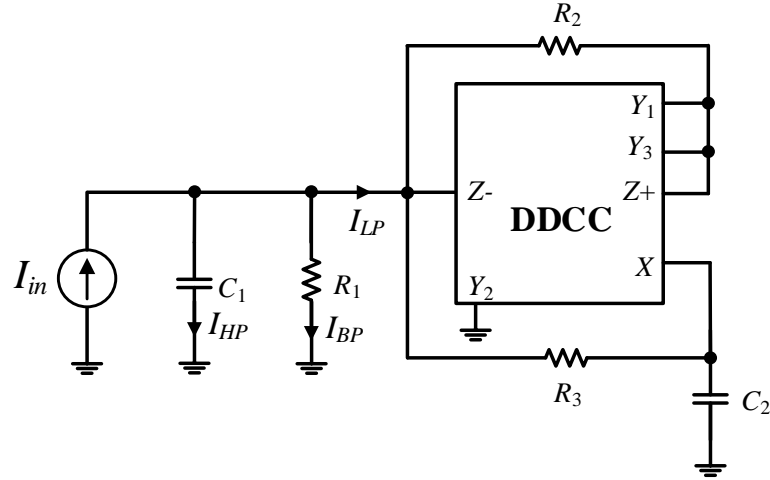 R2
Y1
Y3
Z-
Z+
DDCC
ILP
Iin
C1
R1
X
Y2
IHP
IBP
R3
C2